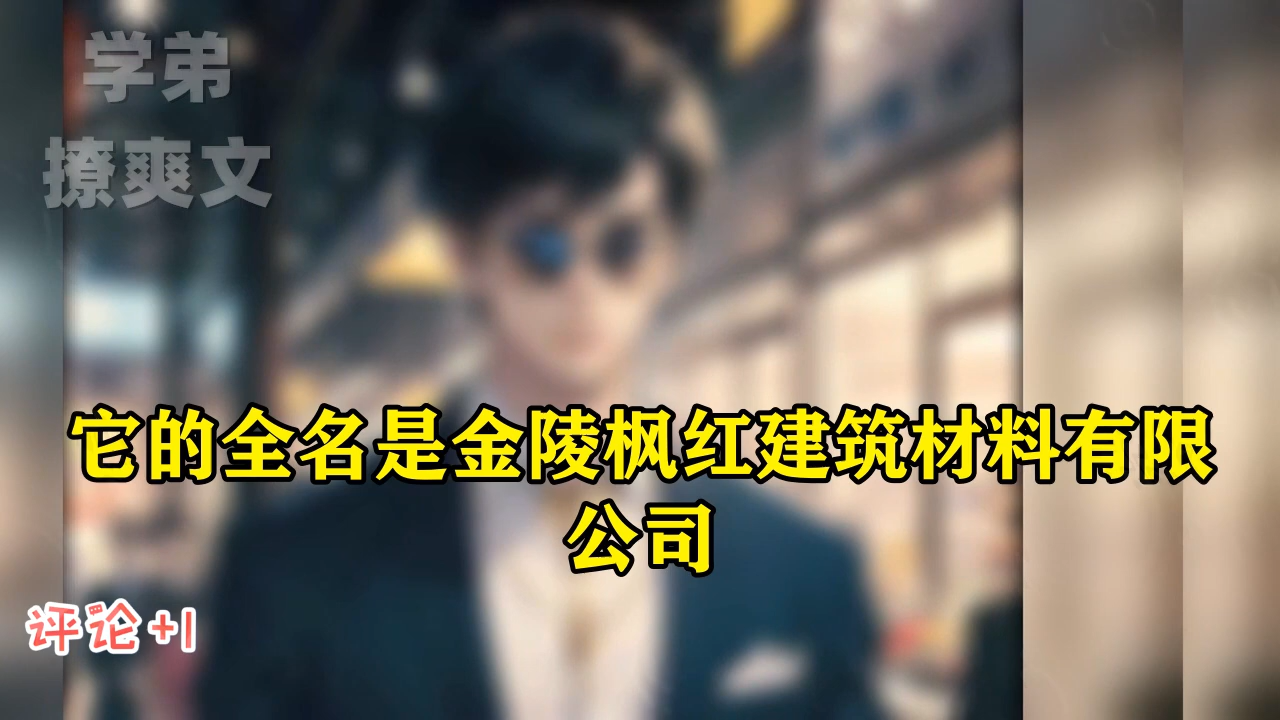 学弟
撩爽文
它的全名是金陵枫红建筑材料有限
公司
评论+1